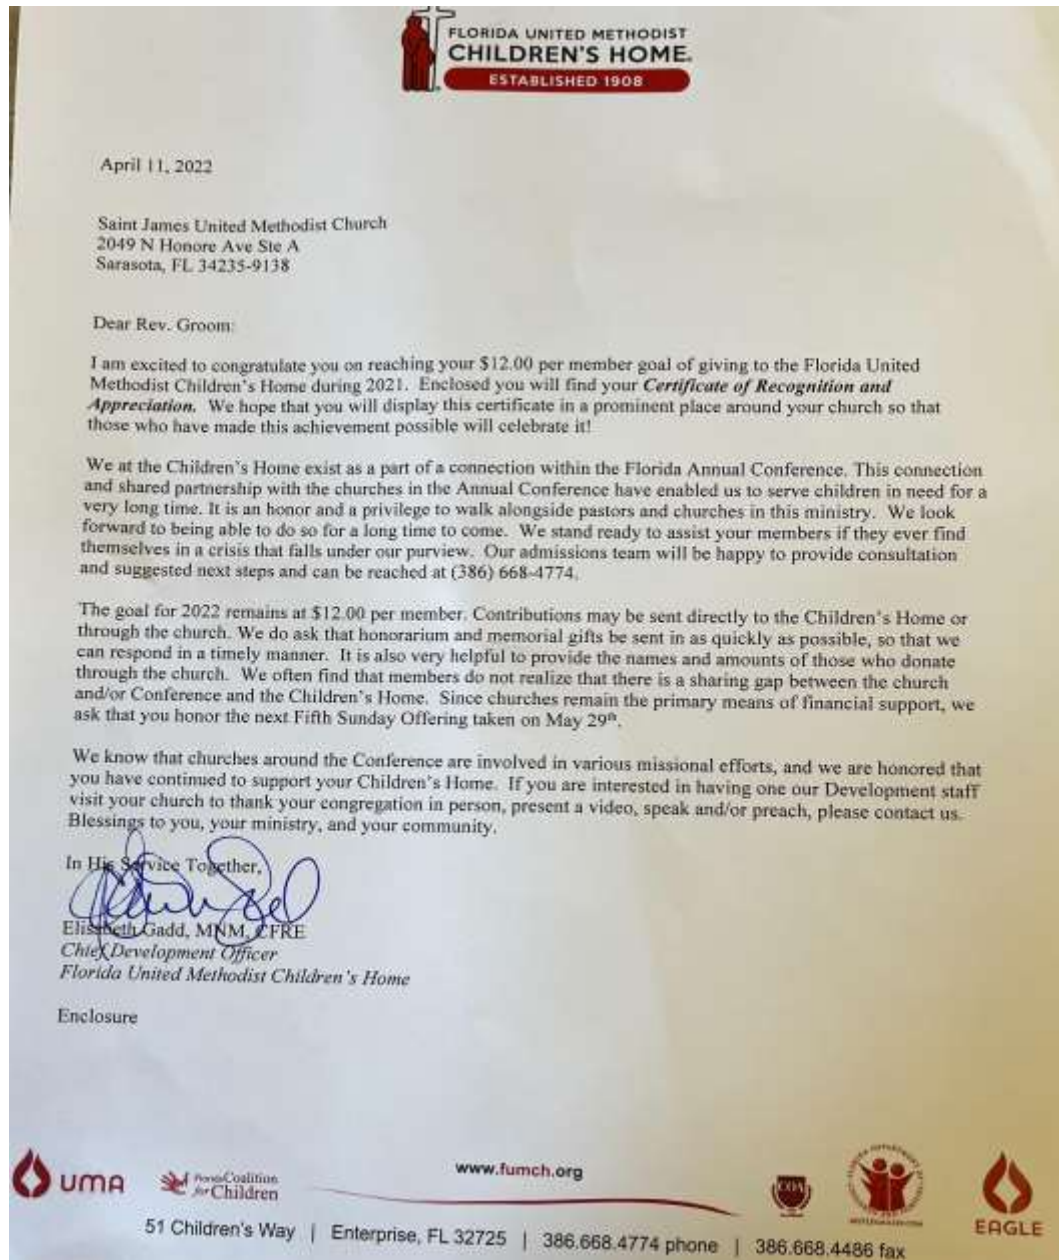 FLORIDA UNITED METHODIST
CHILDREN'S HOME
ESTABLISHED 1908
April 11, 2022
Saint James United Methodist Church
2049 N Honore Ave Ste A
Sarasota, FL 34235-9138
Dear Rev. Groom:
I am excited to congratulate you on reaching your $12.00 per member goal of giving to the Florida United
Methodist Children's Home during 2021. Enclosed you will find your Certificate of Recognition and
Appreciation. We hope that you will display this certificate in a prominent place around your church so that
those who have made this achievement possible will celebrate it!
We at the Children's Home exist as a part of a connection within the Florida Annual Conference. This connection
and shared partnership with the churches in the Annual Conference have enabled us to serve children in need for a
very long time. It is an honor and a privilege to walk alongside pastors and churches in this ministry. We look
forward to being able to do so for a long time to come. We stand ready to assist your members if they ever find
themselves in a crisis that falls under our purview. Our admissions team will be happy to provide consultation
and suggested next steps and can be reached at (386) 668-4774.
The goal for 2022 remains at $12.00 per member. Contributions may be sent directly to the Children's Home or
through the church. We do ask that honorarium and memorial gifts be sent in as quickly as possible, so that we
can respond in a timely manner. It is also very helpful to provide the names and amounts of those who donate
through the church. We often find that members do not realize that there is a sharing gap between the church
and/or Conference and the Children's Home. Since churches remain the primary means of financial support, we
ask that you honor the next Fifth Sunday Offering taken on May 29th.
We know that churches around the Conference are involved in various missional efforts, and we are honored that
you have continued to support your Children's Home. If you are interested in having one our Development staff
visit your church to thank your congregation in person, present a video, speak and/or preach, please contact us.
Blessings to you, your ministry, and your community.
In His Service Together,
Elisabeth Gadd, MNM, CFRE
Chief Development Officer
Florida United Methodist Children's Home
Enclosure
UMA
Coalition
for Children
www.fumch.org
COA
EAGLE
51 Children's Way | Enterprise, FL 32725 | 386.668.4774 phone | 386.668.4486 fax